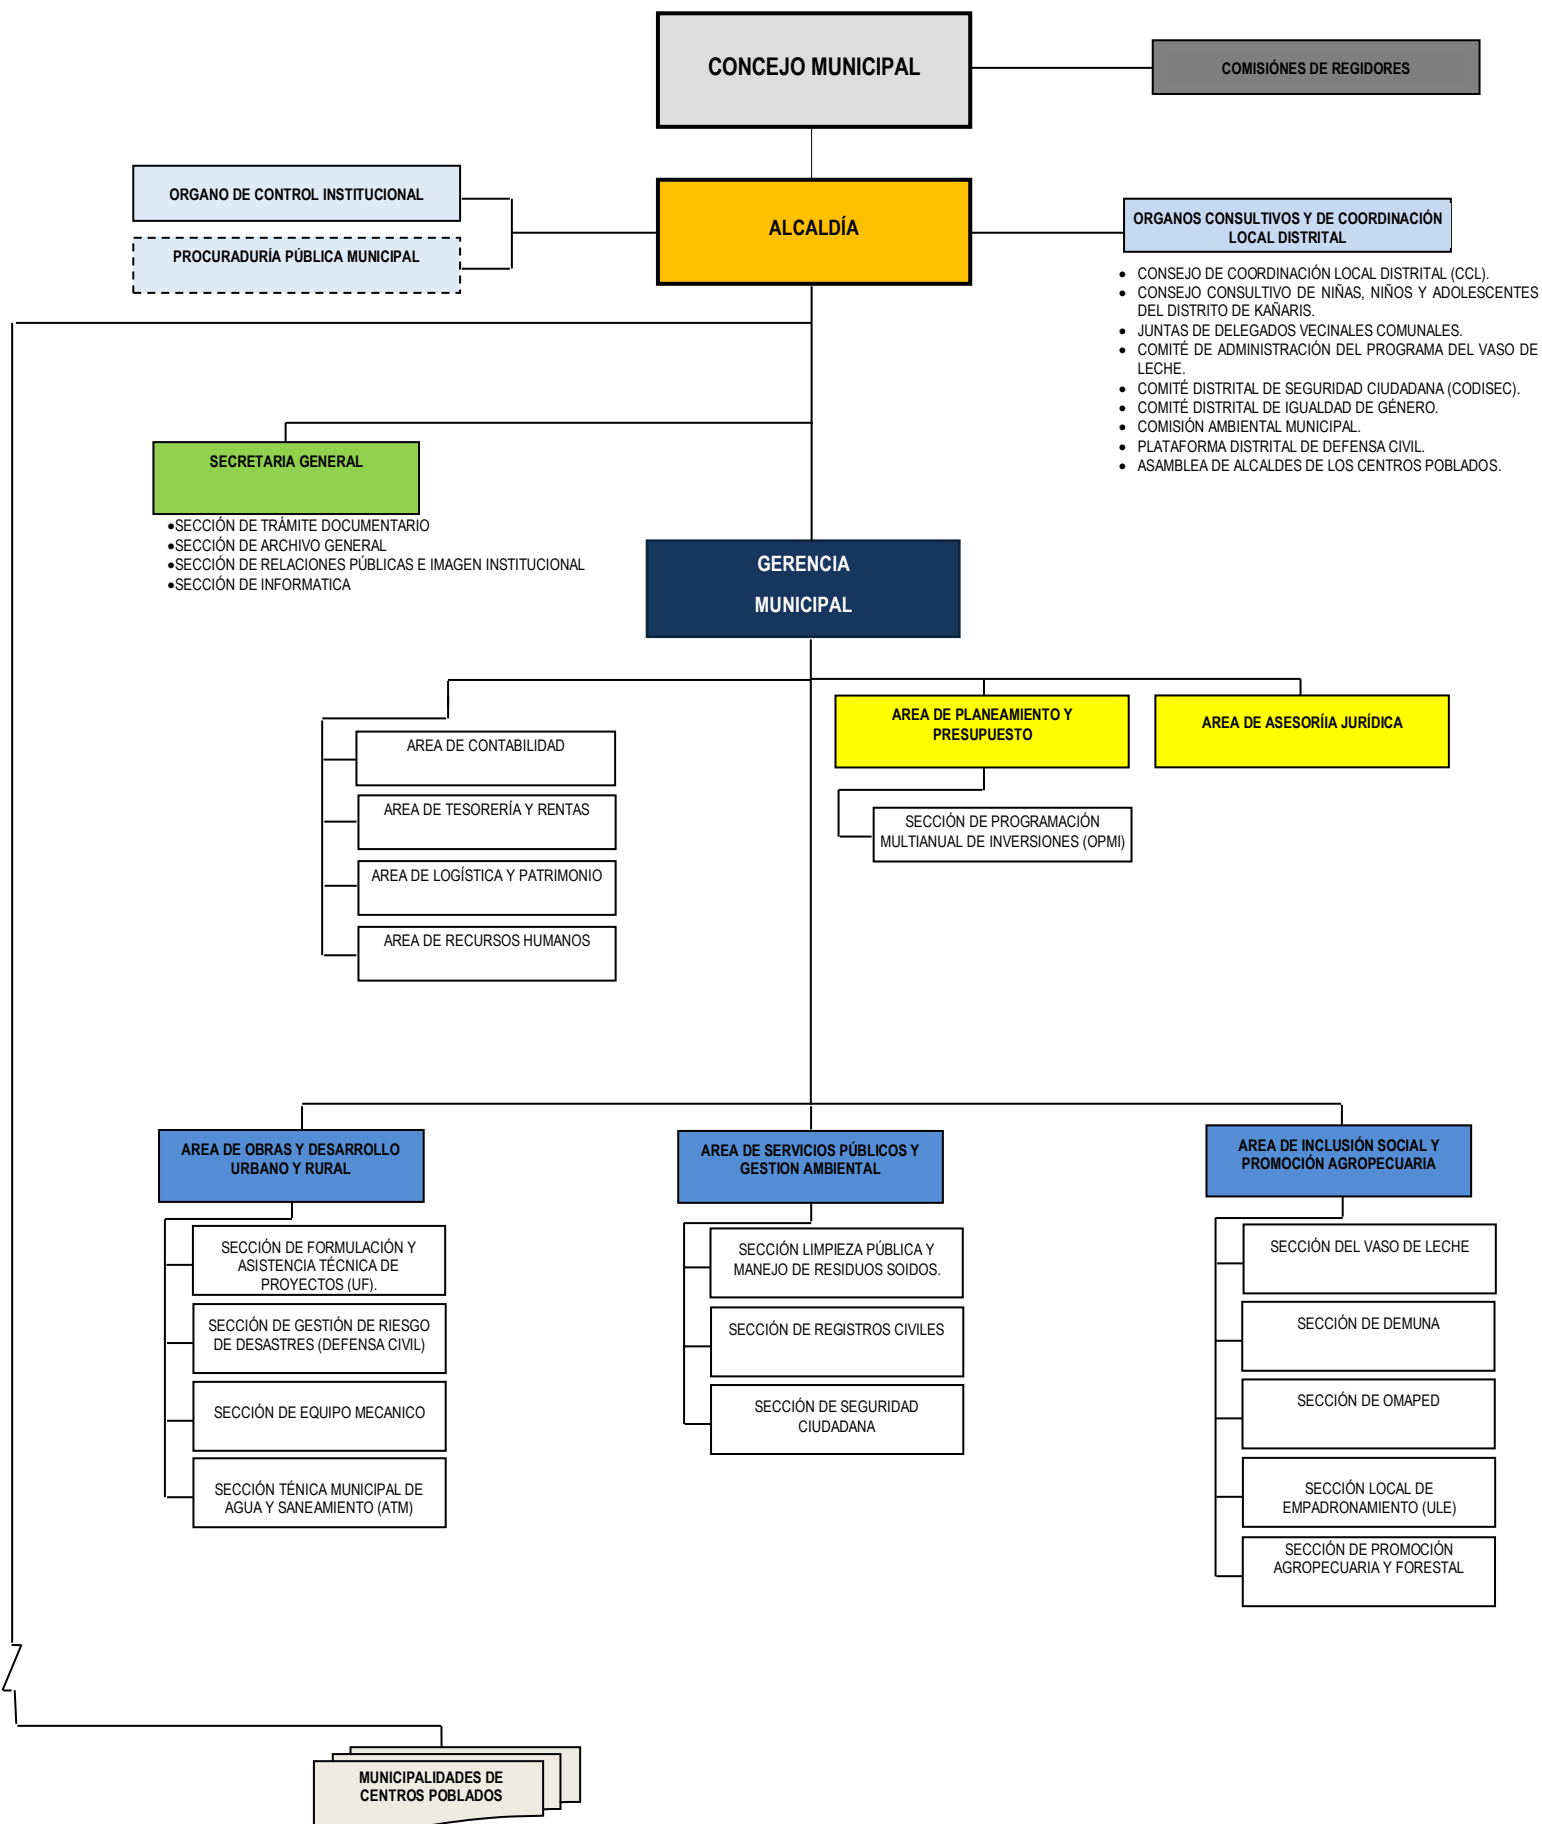 CONCEJO MUNICIPAL
COMISIÓNES DE REGIDORES
ORGANO DE CONTROL INSTITUCIONAL
PROCURADURÍA PÚBLICA MUNICIPAL
ALCALDÍA
ORGANOS CONSULTIVOS Y DE COORDINACIÓN
LOCAL DISTRITAL
• CONSEJO DE COORDINACIÓN LOCAL DISTRITAL (CCL).
• CONSEJO CONSULTIVO DE NIÑAS, NIÑOS Y ADOLESCENTES
DEL DISTRITO DE KAÑARIS.
• JUNTAS DE DELEGADOS VECINALES COMUNALES.
• COMITÉ DE ADMINISTRACIÓN DEL PROGRAMA DEL VASO DE
LECHE.
• COMITÉ DISTRITAL DE SEGURIDAD CIUDADANA (CODISEC).
• COMITÉ DISTRITAL DE IGUALDAD DE GÉNERO.
• COMISIÓN AMBIENTAL MUNICIPAL.
• PLATAFORMA DISTRITAL DE DEFENSA CIVIL.
• ASAMBLEA DE ALCALDES DE LOS CENTROS POBLADOS.
SECRETARIA GENERAL
•SECCIÓN DE TRÁMITE DOCUMENTARIO
•SECCIÓN DE ARCHIVO GENERAL
•SECCIÓN DE RELACIONES PÚBLICAS E IMAGEN INSTITUCIONAL
•SECCIÓN DE INFORMATICA
GERENCIA
MUNICIPAL
AREA DE CONTABILIDAD
AREA DE TESORERÍA Y RENTAS
AREA DE LOGÍSTICA Y PATRIMONIO
AREA DE RECURSOS HUMANOS
AREA DE PLANEAMIENTO Y
PRESUPUESTO
SECCIÓN DE PROGRAMACIÓN
MULTIANUAL DE INVERSIONES (OPMI)
AREA DE ASESORÍIA JURÍDICA
AREA DE OBRAS Y DESARROLLO
URBANO Y RURAL
SECCIÓN DE FORMULACIÓN Y
ASISTENCIA TÉCNICA DE
PROYECTOS (UF).
SECCIÓN DE GESTIÓN DE RIESGO
DE DESASTRES (DEFENSA CIVIL)
SECCIÓN DE EQUIPO MECANICO
SECCIÓN TÉNICA MUNICIPAL DE
AGUA Y SANEAMIENTO (ATM)
AREA DE SERVICIOS PÚBLICOS Y
GESTION AMBIENTAL
SECCIÓN LIMPIEZA PÚBLICA Y
MANEJO DE RESIDUOS SOIDOS.
SECCIÓN DE REGISTROS CIVILES
SECCIÓN DE SEGURIDAD
CIUDADANA
AREA DE INCLUSIÓN SOCIAL Y
PROMOCIÓN AGROPECUARIA
SECCIÓN DEL VASO DE LECHE
SECCIÓN DE DEMUNA
SECCIÓN DE OMAPED
SECCIÓN LOCAL DE
EMPADRONAMIENTO (ULE)
SECCIÓN DE PROMOCIÓN
AGROPECUARIA Y FORESTAL
MUNICIPALIDADES DE
CENTROS POBLADOS